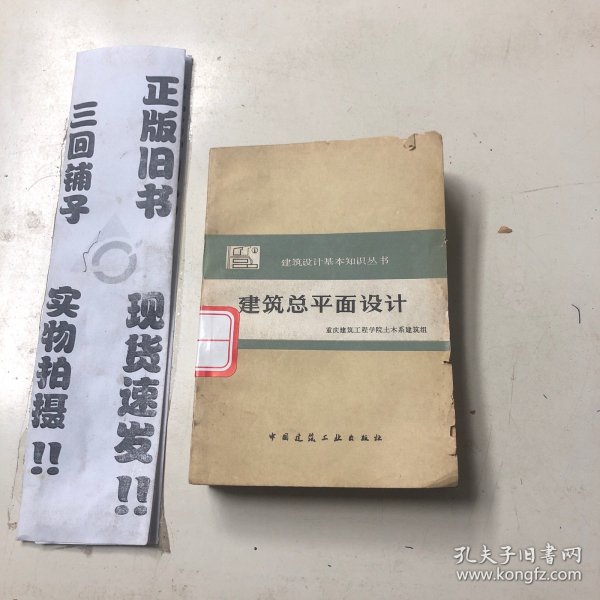 正版旧书
三回铺子
现货速发!!
实物拍摄!!
建筑设计基本知识丛书
建筑总平面设计
重庆建筑工程学院土木系建筑组
中国建筑工业出版社
孔夫子旧书网
www.kongfz.com